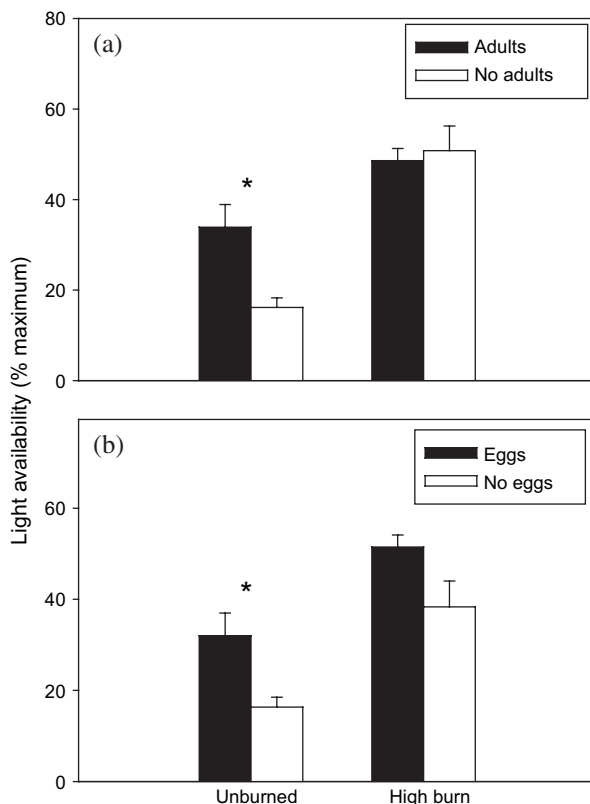 Light availability (% maximum)
80
(a)
Adults
No adults
60
*
40
20
0
(b)
Eggs
No eggs
60
*
40
20
0
Unburned High burn